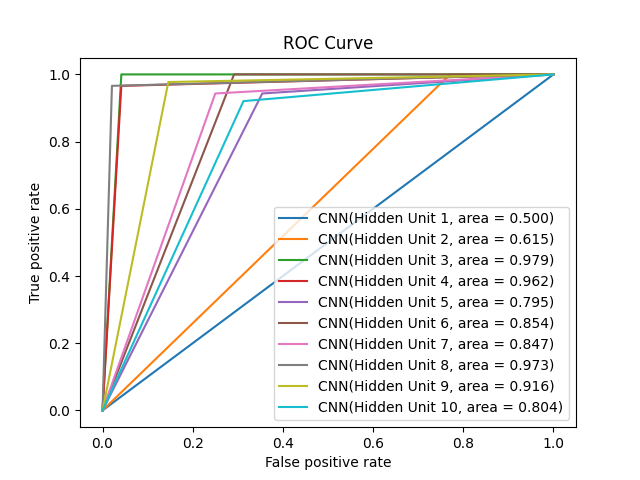 ROC Curve
1.0
0.8
0.6
0.4
0.2
0.0
True positive rate
CNN(Hidden Unit 1, area = 0.500)
CNN(Hidden Unit 2, area = 0.615)
CNN(Hidden Unit 3, area = 0.979)
CNN(Hidden Unit 4, area = 0.962)
CNN(Hidden Unit 5, area = 0.795)
CNN(Hidden Unit 6, area = 0.854)
CNN(Hidden Unit 7, area = 0.847)
CNN(Hidden Unit 8, area = 0.973)
CNN(Hidden Unit 9, area = 0.916)
CNN(Hidden Unit 10, area = 0.804)
0.0 0.2 0.4 0.6 0.8 1.0
False positive rate